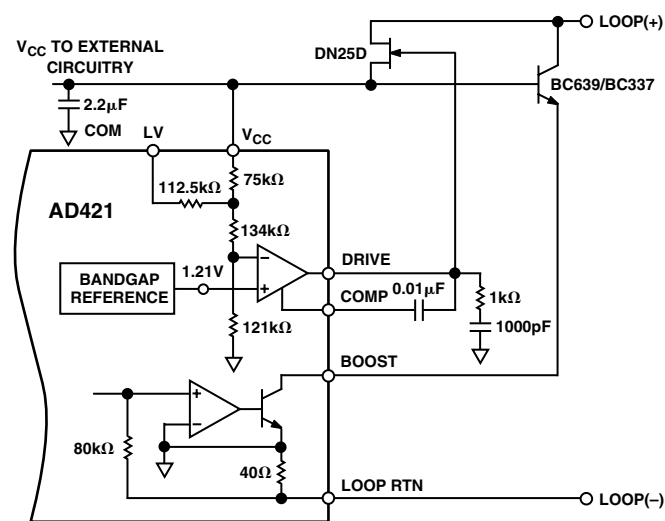 LOOP(+)
DN25D
V_CC TO EXTERNAL
CIRCUITRY
BC639/BC337
2.2µF
COM
LV
V_CC
112.5kΩ
75kΩ
AD421
134kΩ
BANDGAP
REFERENCE
1.21V
–
+
DRIVE
COMP
0.01µF
1kΩ
1000pF
121kΩ
BOOST
+
–
80kΩ
40Ω
LOOP RTN
LOOP(–)